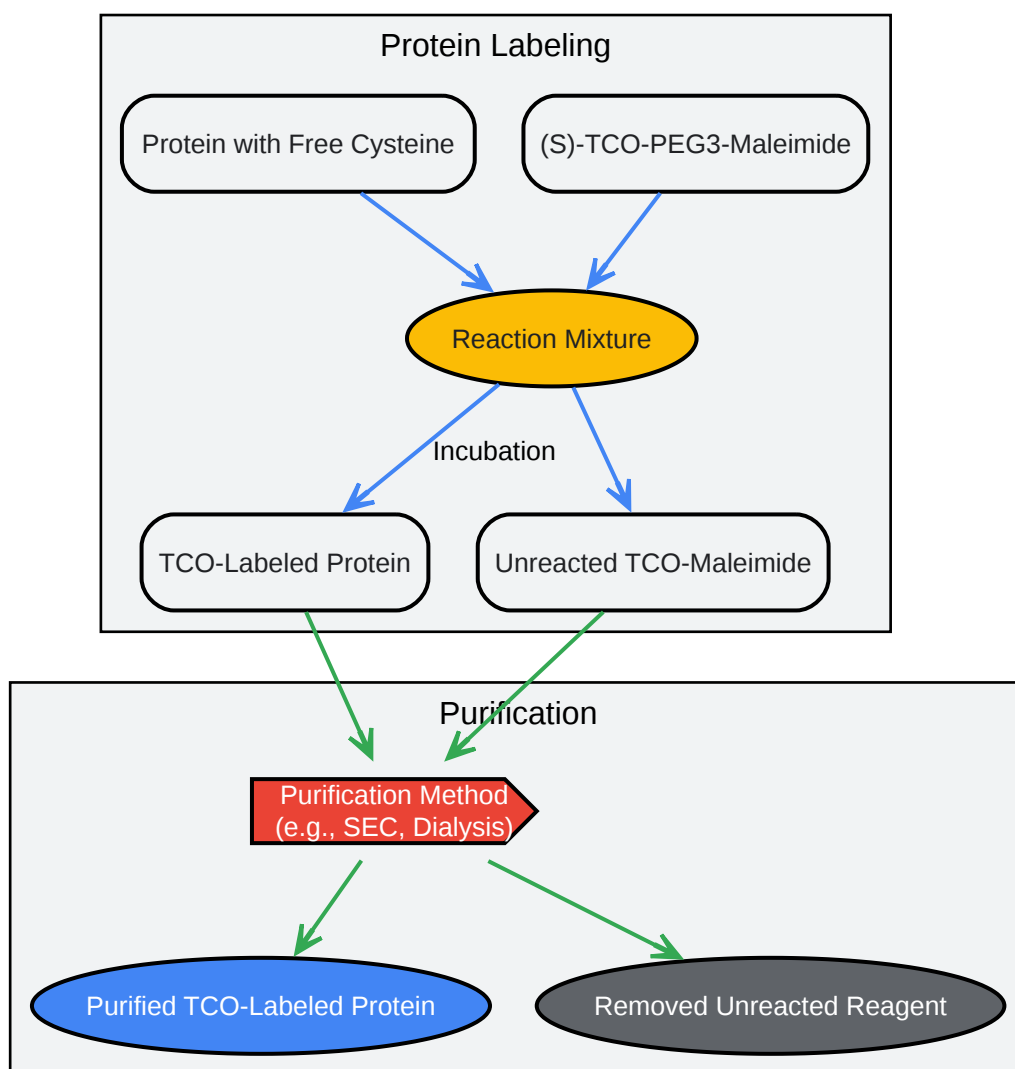 Protein Labeling
Protein with Free Cysteine
(S)-TCO-PEG3-Maleimide
Reaction Mixture
Incubation
TCO-Labeled Protein
Unreacted TCO-Maleimide
Purification
Purification Method
(e.g., SEC, Dialysis)
Purified TCO-Labeled Protein
Removed Unreacted Reagent